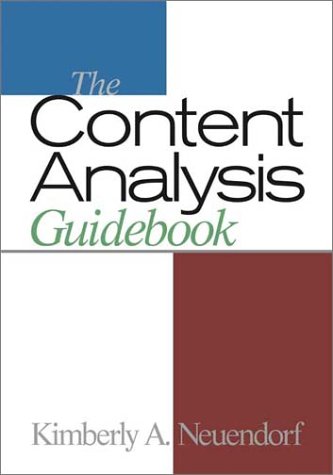 The
Content
Analysis
Guidebook
Kimberly A. Neuendorf